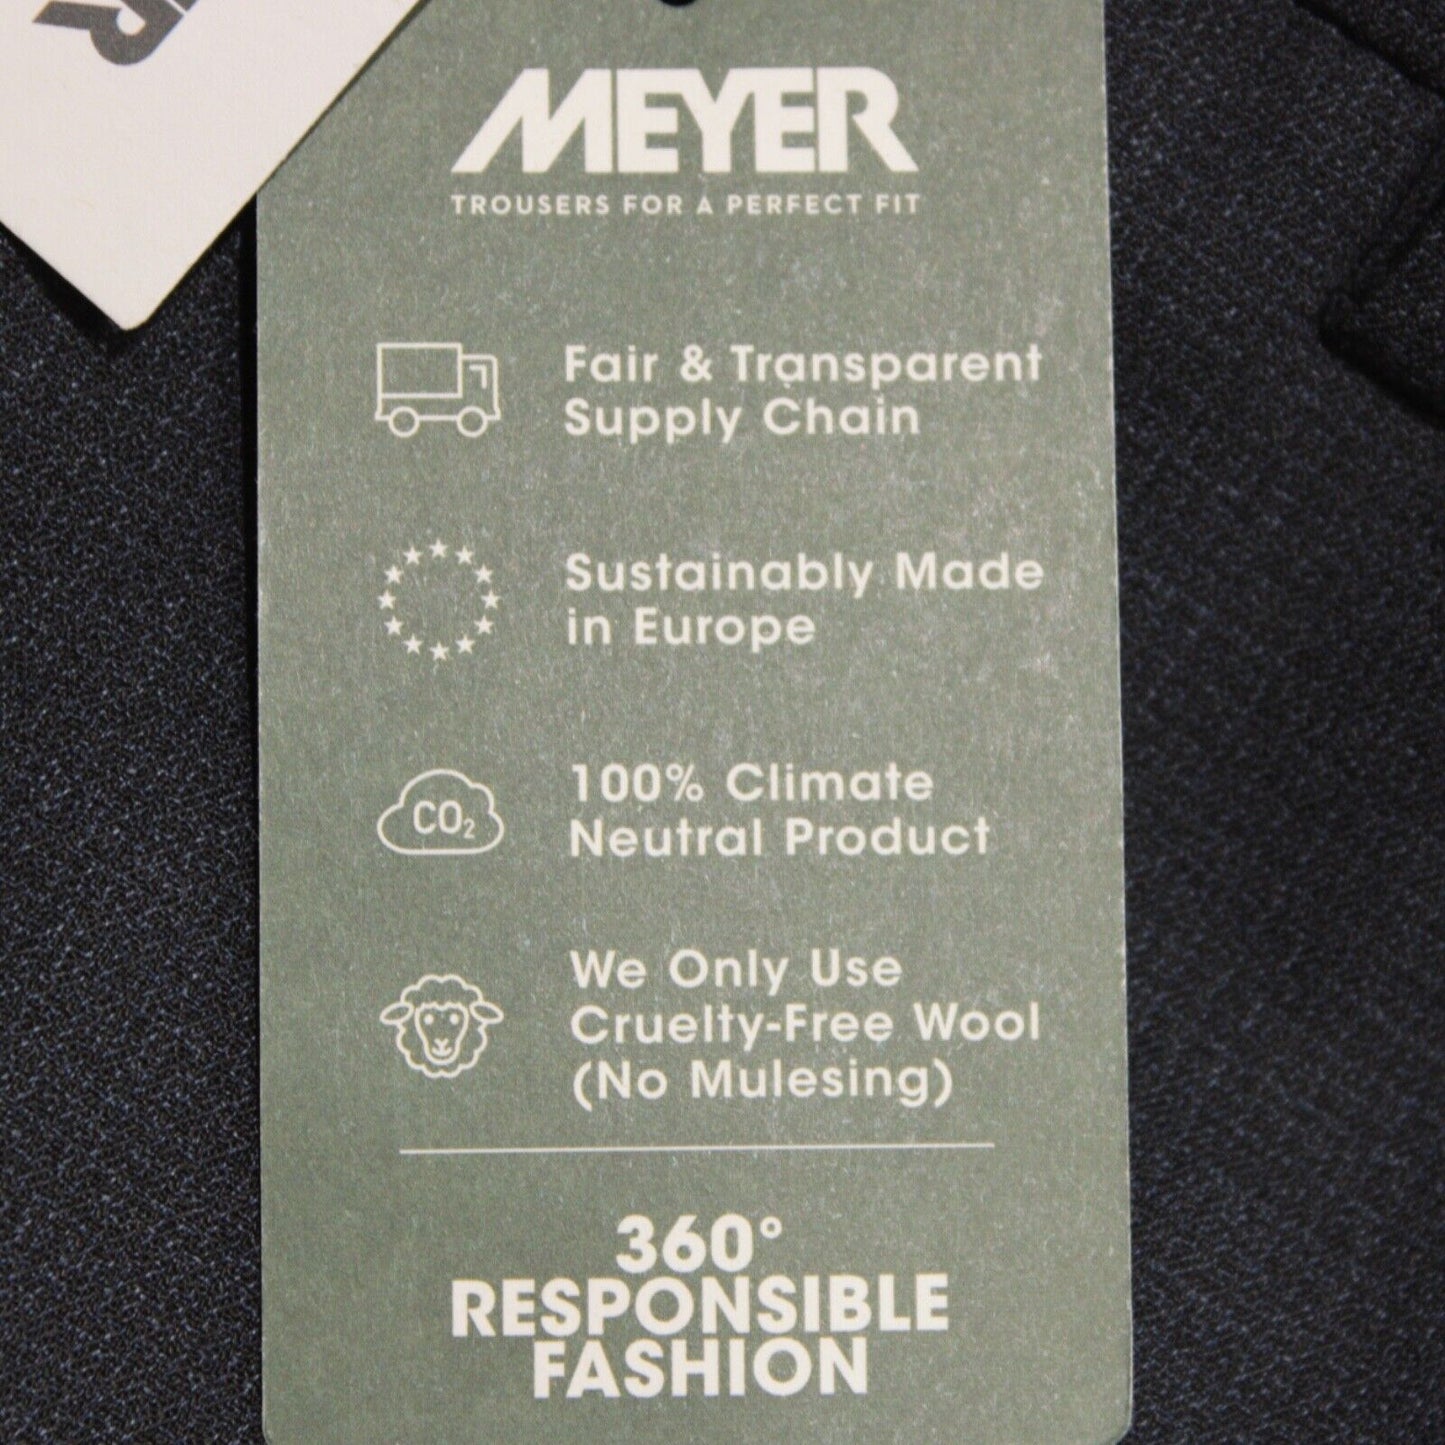 MEYER
TROUSERS FOR A PERFECT FIT
Fair & Transparent
Supply Chain
Sustainably Made
in Europe
CO₂
100% Climate
Neutral Product
We Only Use
Cruelty-Free Wool
(No Mulesing)
360°
RESPONSIBLE
FASHION